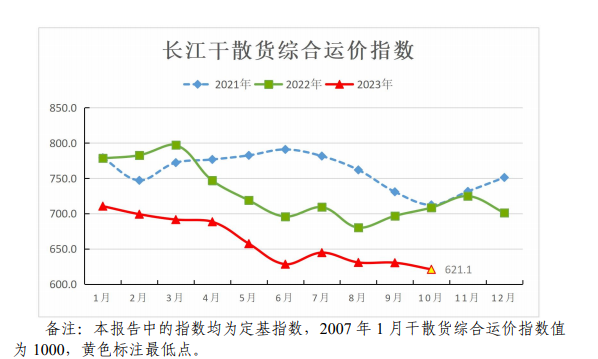 长江干散货综合运价指数
2021年 2022年 2023年
850.0
800.0
750.0
700.0
650.0
600.0
621.1
1月 2月 3月 4月 5月 6月 7月 8月 9月 10月 11月 12月
备注：本报告中的指数均为定基指数，2007 年 1 月干散货综合运价指数值
为 1000，黄色标注最低点。